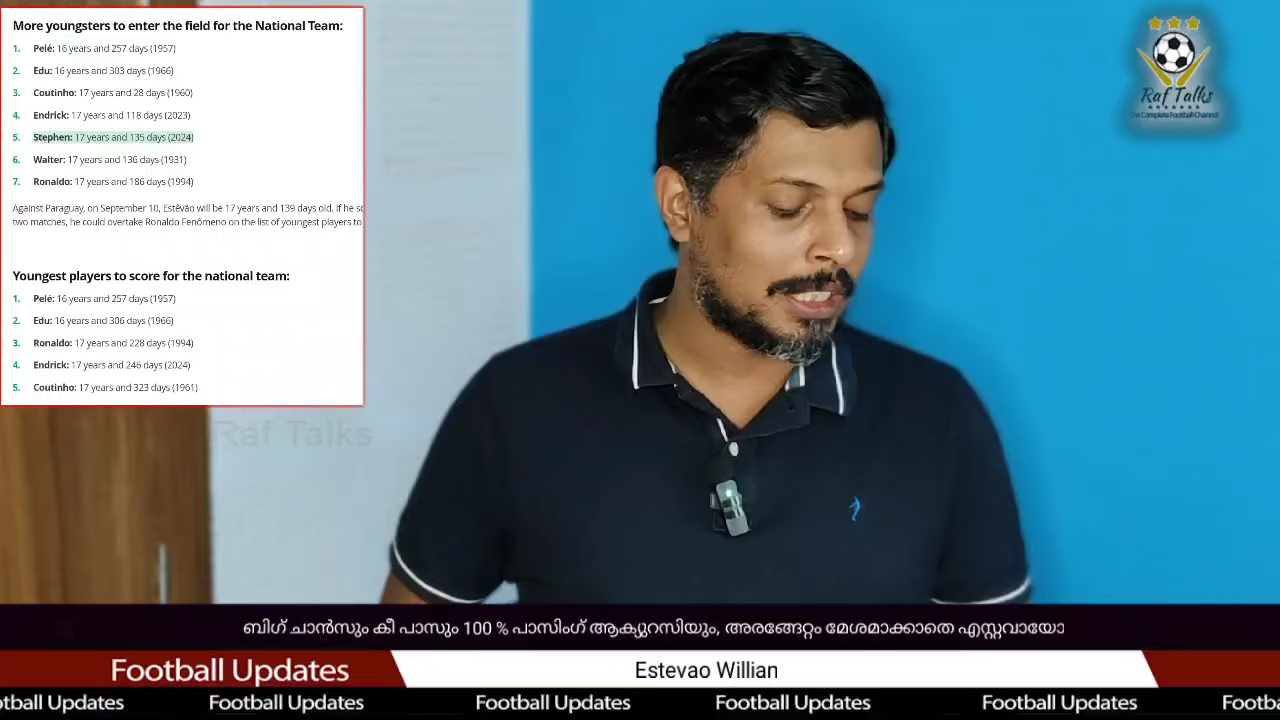 More youngsters to enter the field for the National Team:
1. Pelé: 16 years and 257 days (1957)
2. Edu: 16 years and 303 days (1966)
3. Coutinho: 17 years and 28 days (1960)
4. Endrick: 17 years and 118 days (2023)
5. Stephen: 17 years and 135 days (2024)
6. Walter: 17 years and 136 days (1931)
7. Ronaldo: 17 years and 186 days (1994)
Against Paraguay, on September 10, Estêvão will be 17 years and 139 days old. If he
two matches, he could overtake Ronaldo Fenômeno on the list of youngest players to
Youngest players to score for the national team:
1. Pelé: 16 years and 257 days (1957)
2. Edu: 16 years and 306 days (1966)
3. Ronaldo: 17 years and 228 days (1994)
4. Endrick: 17 years and 246 days (2024)
5. Coutinho: 17 years and 323 days (1961)
Raf Talks
The Complete Football Channel
Raf Talks
ബിഗ് ചാൻസും കീ പാസും 100 % പാസിംഗ് ആക്യുറസിയും, അരങ്ങേറ്റം മേശമാക്കാതെ എസ്റ്റവായോ
Football Updates
Estevao Willian
tball Updates Football Updates Football Updates Football Updates Football Updates Footba